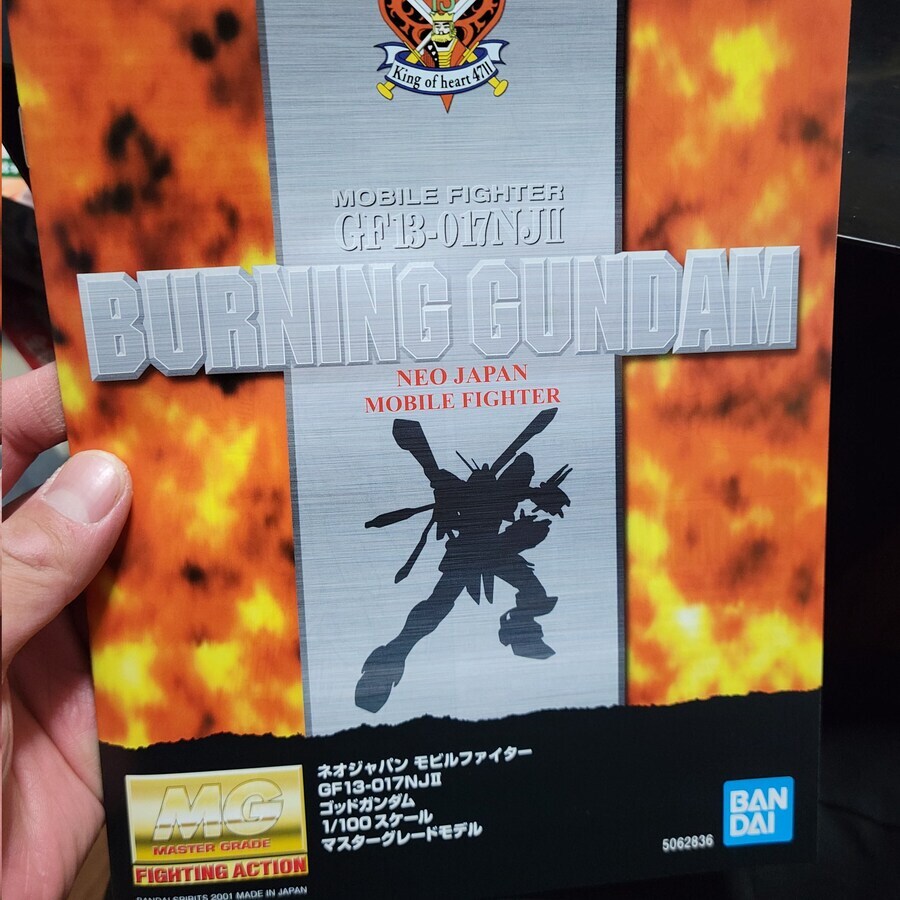 13
King of heart 4711
MOBILE FIGHTER
GF13-017NJⅡ
BURNING GUNDAM
NEO JAPAN
MOBILE FIGHTER
MG
MASTER GRADE
FIGHTING ACTION
BANDAI SPIRITS 2001 MADE IN JAPAN
ネオジャパン モビルファイター
GF13-017NJⅡ
ゴッドガンダム
1/100 スケール
マスターグレードモデル
5062836
BAN
DAI